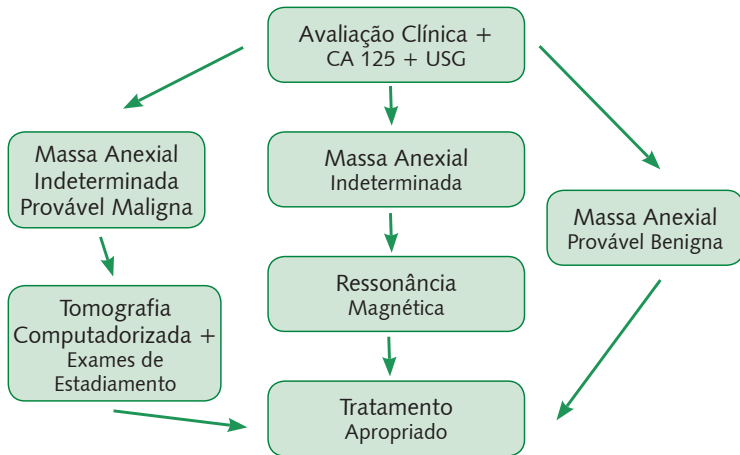 Avaliação Clínica +
CA 125 + USG
Massa Anexial
Indeterminada
Provável Maligna
Massa Anexial
Indeterminada
Massa Anexial
Provável Benigna
Tomografia
Computadorizada +
Exames de
Estadiamento
Ressonância
Magnética
Tratamento
Apropriado